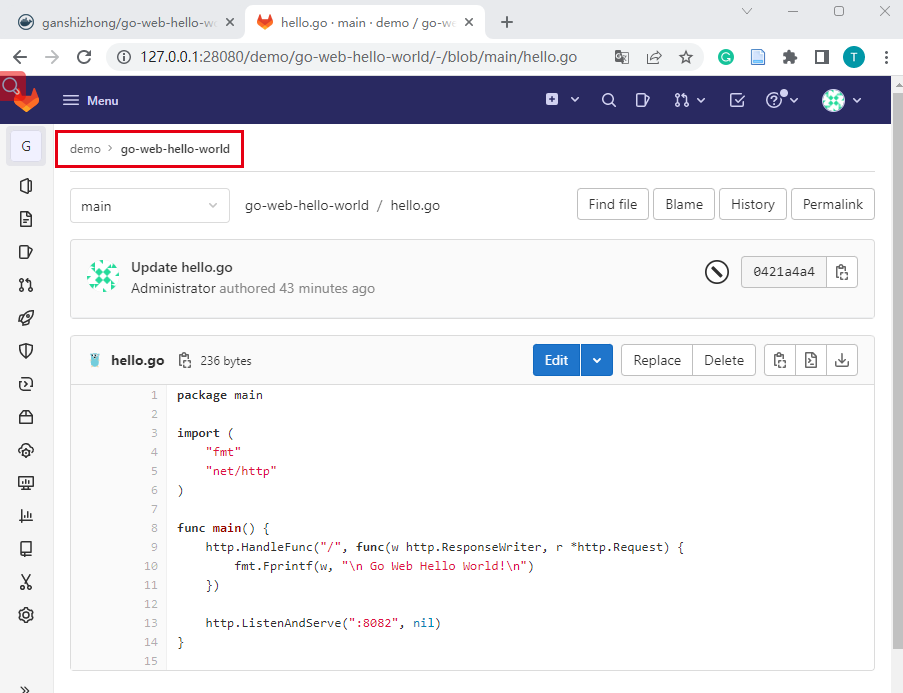 ganshizhong/go-web-hello-wo
hello.go · main · demo / go-we
127.0.0.1:28080/demo/go-web-hello-world/-/blob/main/hello.go
T
Menu
G
demo > go-web-hello-world
main
go-web-hello-world / hello.go
Find file
Blame
History
Permalink
Update hello.go
Administrator authored 43 minutes ago
0421a4a4
hello.go
236 bytes
Edit
Replace
Delete
1 package main
2
3 import (
4     "fmt"
5     "net/http"
6 )
7
8 func main() {
9     http.HandleFunc("/", func(w http.ResponseWriter, r *http.Request) {
10         fmt.Fprintf(w, "\n Go Web Hello World!\n")
11     })
12
13     http.ListenAndServe(":8082", nil)
14 }
15